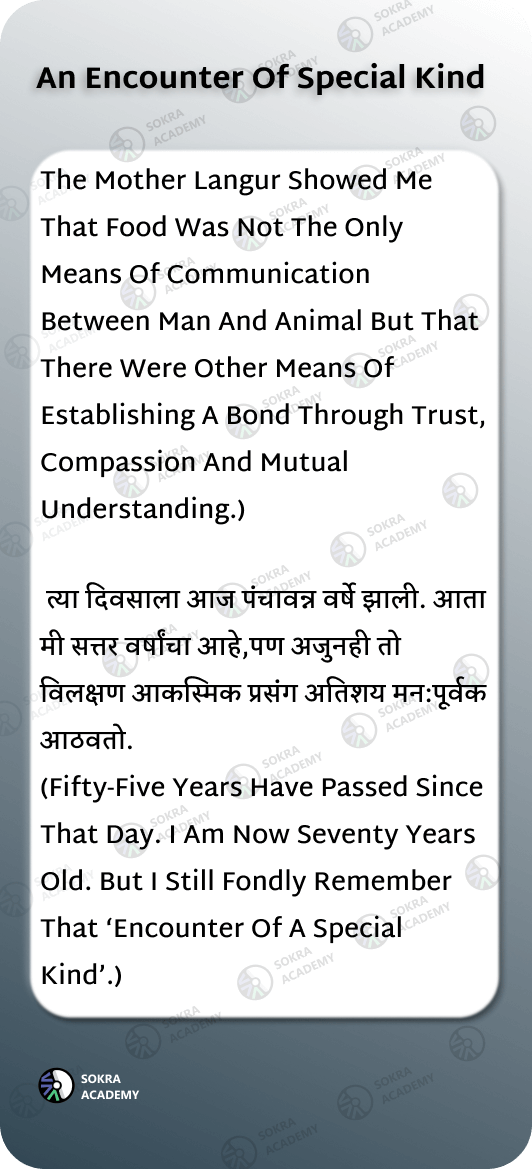 An Encounter Of Special Kind
The Mother Langur Showed Me
That Food Was Not The Only
Means Of Communication
Between Man And Animal But That
There Were Other Means Of
Establishing A Bond Through Trust,
Compassion And Mutual
Understanding.)
त्या दिवसाला आज पंचावन्न वर्षे झाली. आता
मी सत्तर वर्षांचा आहे,पण अजुनही तो
विलक्षण आकस्मिक प्रसंग अतिशय मन:पूर्वक
आठवतो.
(Fifty-Five Years Have Passed Since
That Day. I Am Now Seventy Years
Old. But I Still Fondly Remember
That ‘Encounter Of A Special
Kind’.)
SOKRA
ACADEMY